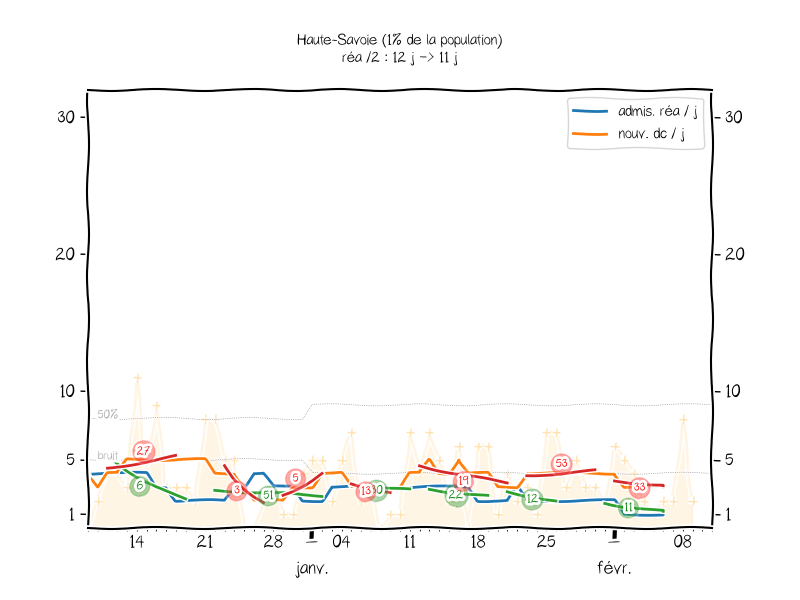 Haute-Savoie (1% de la population)
réa /2 : 12 j -> 11 j
admis. réa / j
nouv. dc / j
30 30
20 20
10 10
50%
bruit
5 5
27 3 5 13 19 53 33
6 51 30 22 12 11
1 1
14 21 28 04 11 18 25 08
janv. févr.